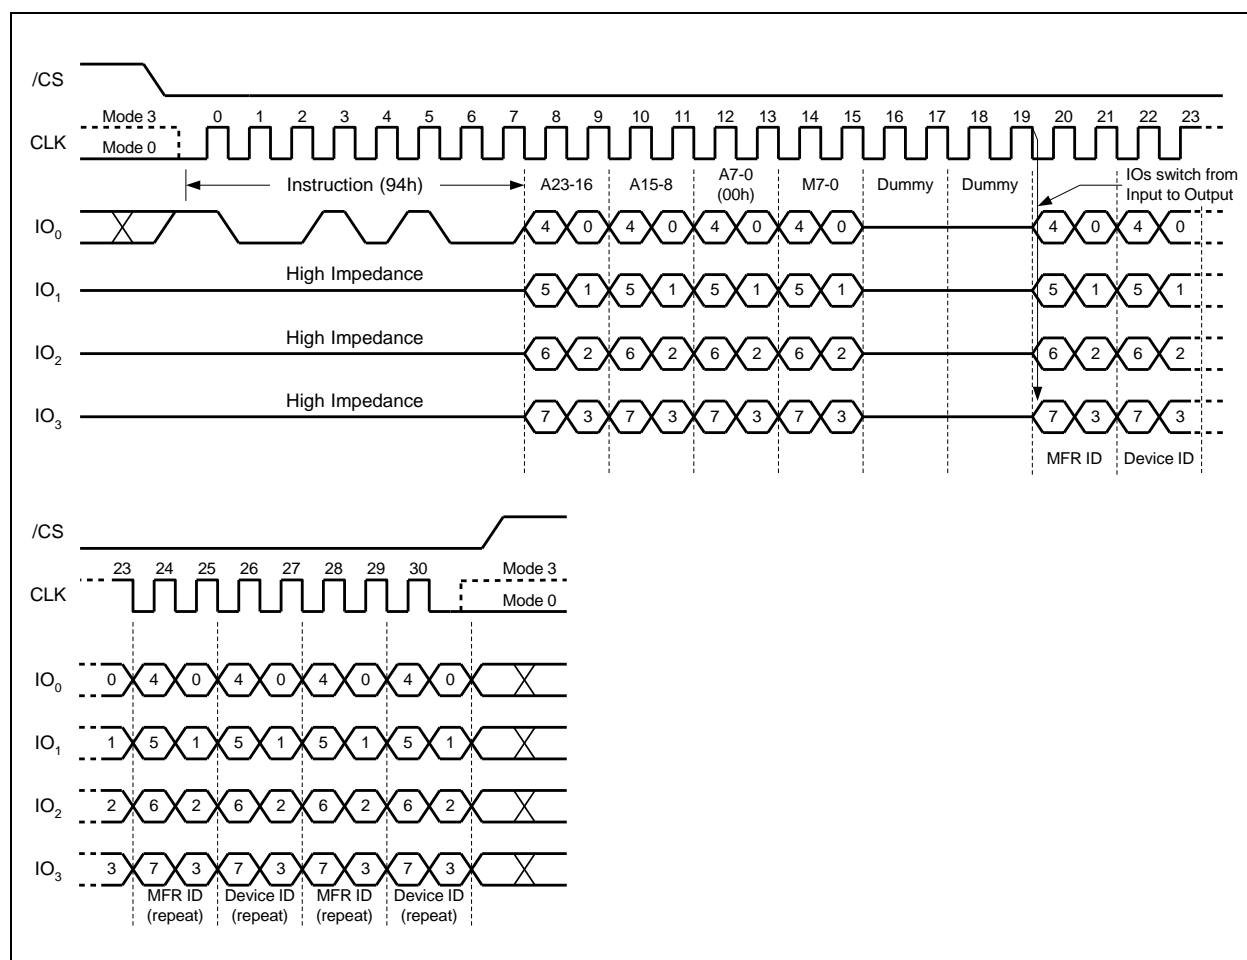 /CS
Mode 3 0 1 2 3 4 5 6 7 8 9 10 11 12 13 14 15 16 17 18 19 20 21 22 23
CLK
Mode 0
Instruction (94h) A23-16 A15-8 A7-0 (00h) M7-0 Dummy Dummy
IOs switch from
Input to Output
IO0 4 0 4 0 4 0 4 0 4 0 4 0
High Impedance
IO1 5 1 5 1 5 1 5 1 5 1 5 1
High Impedance
IO2 6 2 6 2 6 2 6 2 6 2 6 2
High Impedance
IO3 7 3 7 3 7 3 7 3 7 3 7 3
MFR ID Device ID
/CS
23 24 25 26 27 28 29 30 Mode 3
CLK
Mode 0
IO0 0 4 0 4 0 4 0 4 0
IO1 1 5 1 5 1 5 1 5 1
IO2 2 6 2 6 2 6 2 6 2
IO3 3 7 3 7 3 7 3 7 3
MFR ID Device ID MFR ID Device ID
(repeat) (repeat) (repeat) (repeat)